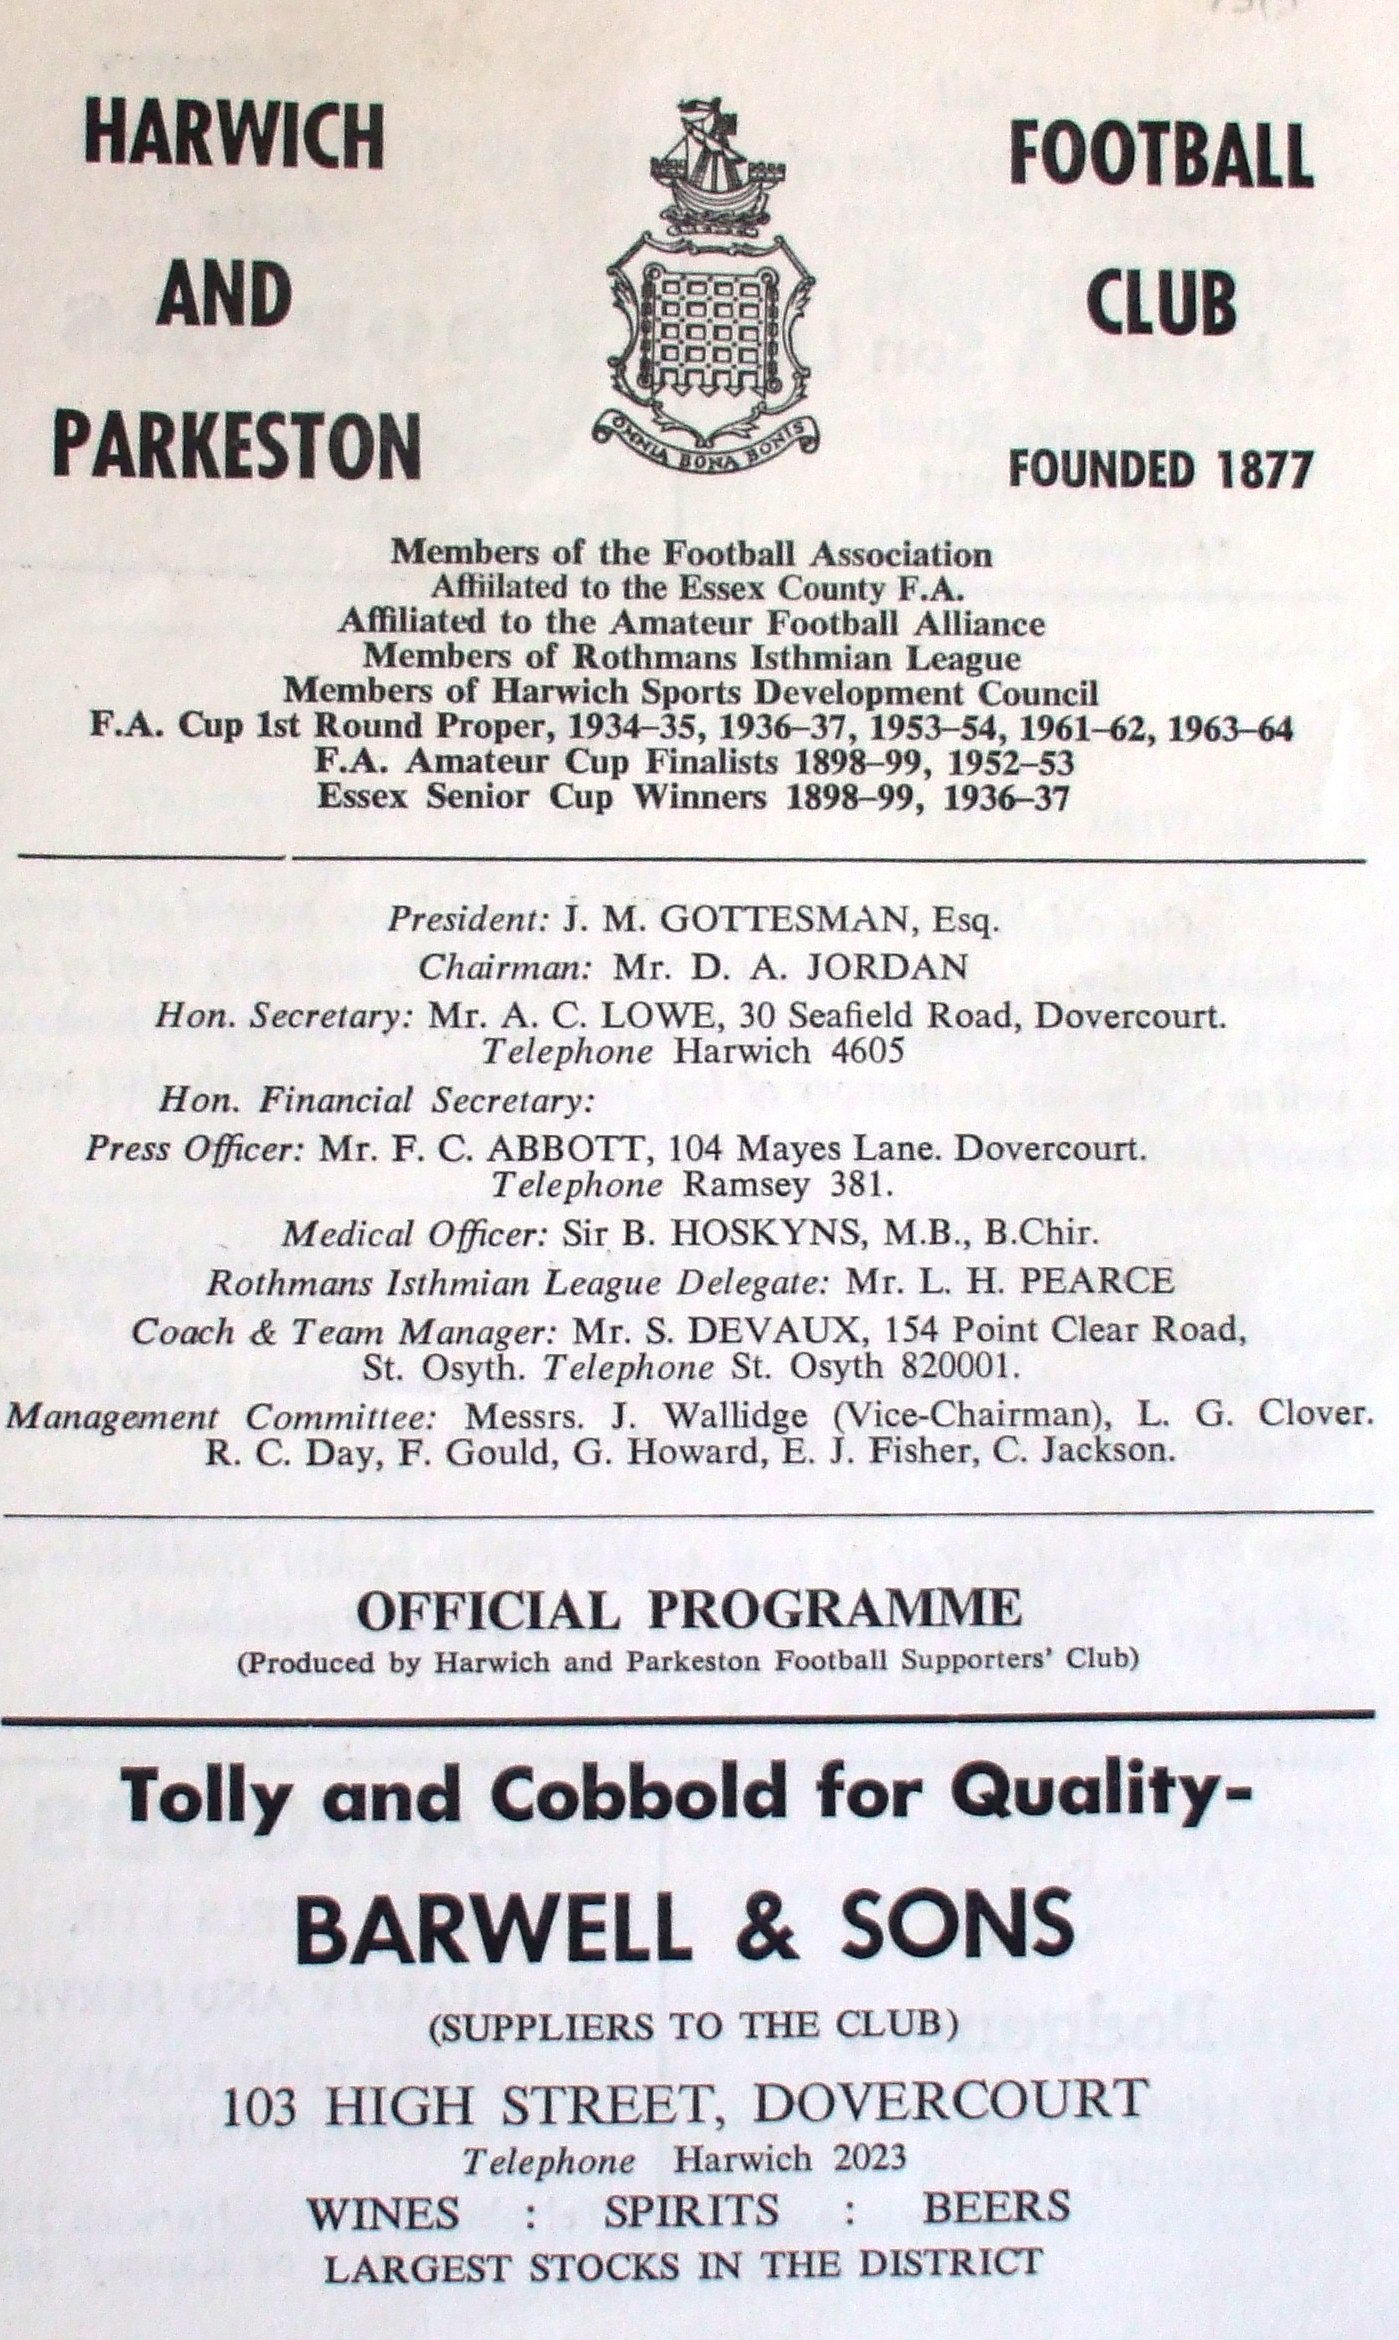 HARWICH
AND
PARKESTON
OMNIA BONA BONIS
FOOTBALL
CLUB
FOUNDED 1877
Members of the Football Association
Affiilated to the Essex County F.A.
Affiliated to the Amateur Football Alliance
Members of Rothmans Isthmian League
Members of Harwich Sports Development Council
F.A. Cup 1st Round Proper, 1934–35, 1936–37, 1953–54, 1961–62, 1963–64
F.A. Amateur Cup Finalists 1898–99, 1952–53
Essex Senior Cup Winners 1898–99, 1936–37
President: J. M. GOTTESMAN, Esq.
Chairman: Mr. D. A. JORDAN
Hon. Secretary: Mr. A. C. LOWE, 30 Seafield Road, Dovercourt.
Telephone Harwich 4605
Hon. Financial Secretary:
Press Officer: Mr. F. C. ABBOTT, 104 Mayes Lane. Dovercourt.
Telephone Ramsey 381.
Medical Officer: Sir B. HOSKYNS, M.B., B.Chir.
Rothmans Isthmian League Delegate: Mr. L. H. PEARCE
Coach & Team Manager: Mr. S. DEVAUX, 154 Point Clear Road,
St. Osyth. Telephone St. Osyth 820001.
Management Committee: Messrs. J. Wallidge (Vice-Chairman), L. G. Clover.
R. C. Day, F. Gould, G. Howard, E. J. Fisher, C. Jackson.
OFFICIAL PROGRAMME
(Produced by Harwich and Parkeston Football Supporters' Club)
Tolly and Cobbold for Quality-
BARWELL & SONS
(SUPPLIERS TO THE CLUB)
103 HIGH STREET, DOVERCOURT
Telephone Harwich 2023
WINES : SPIRITS : BEERS
LARGEST STOCKS IN THE DISTRICT